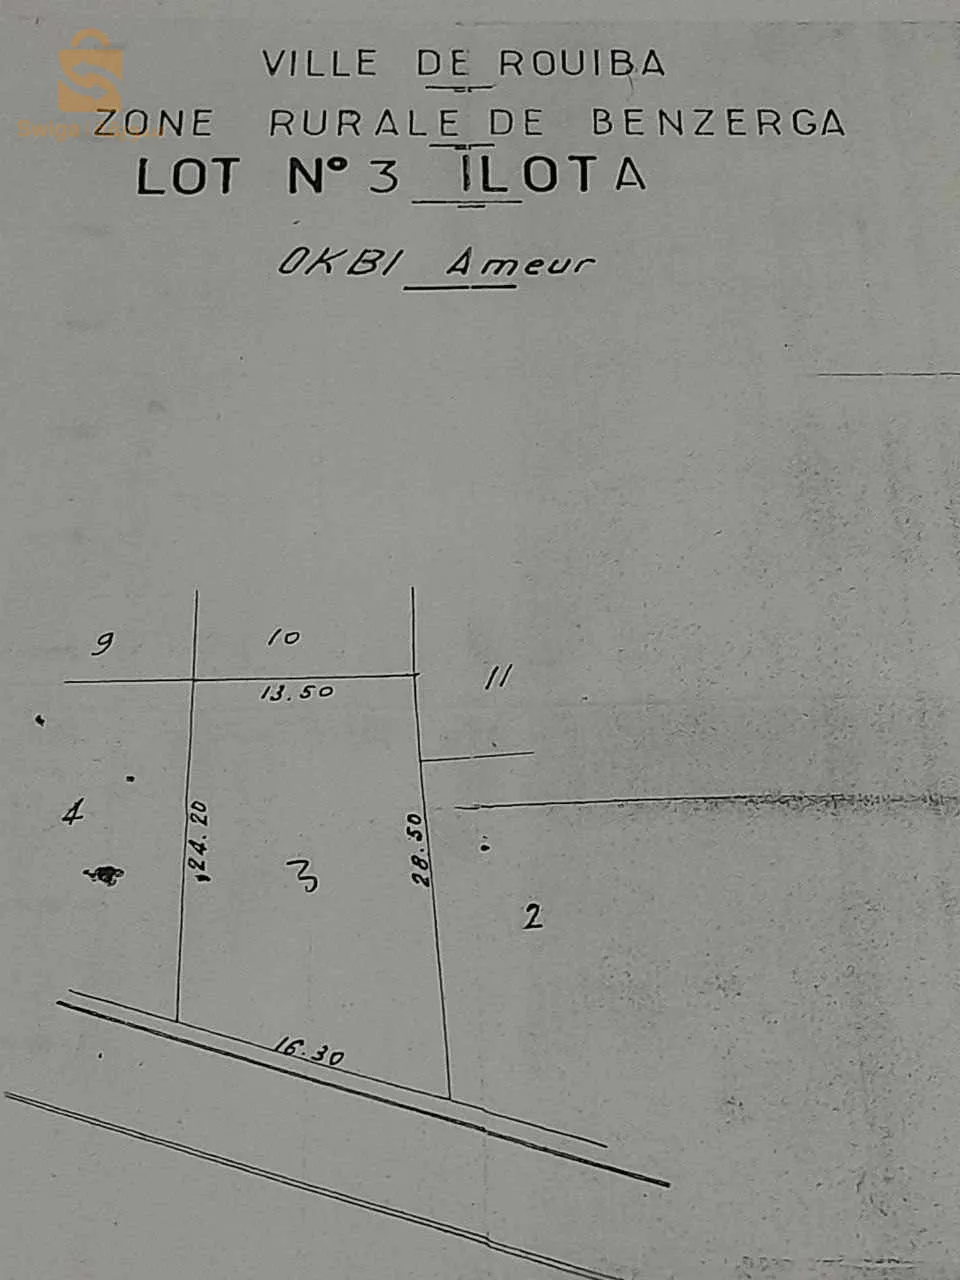 VILLE DE ROUIBA
ZONE RURALE DE BENZERGA
LOT N° 3 ILOT A
OKBI Ameur
9
10
11
13.50
4
24.20
3
28.50
2
16.30